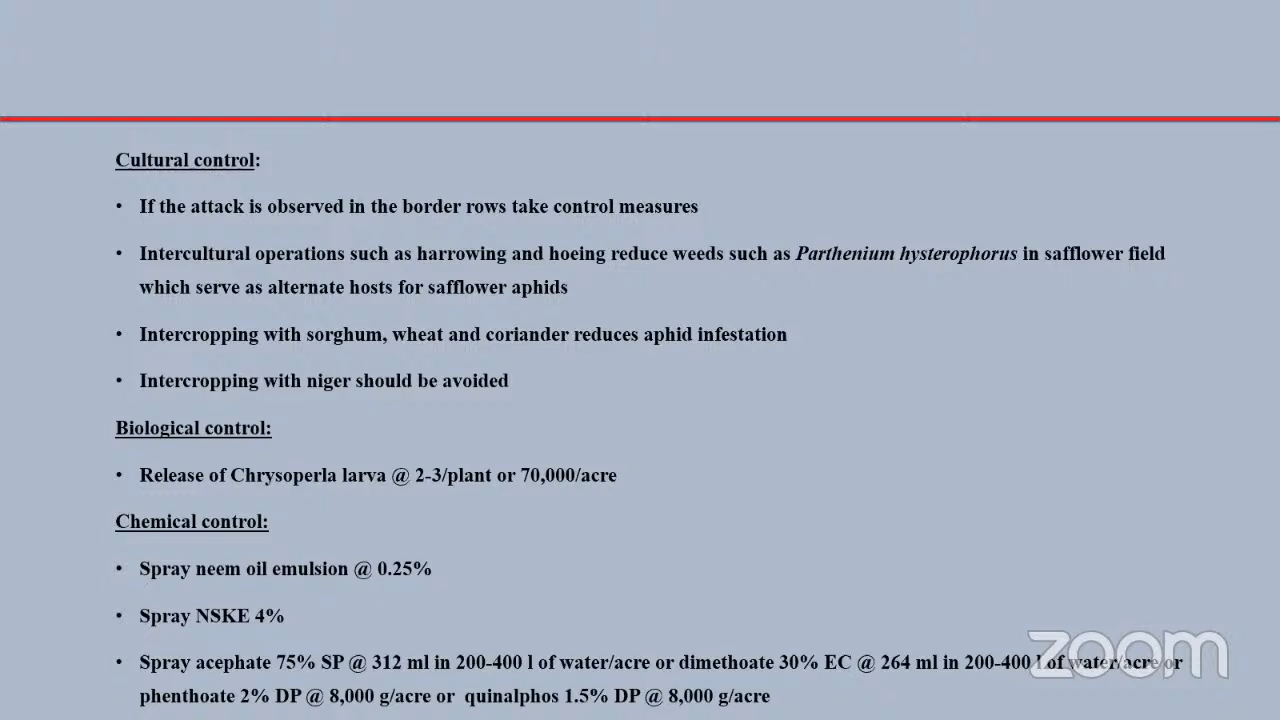 Cultural control:
• If the attack is observed in the border rows take control measures
• Intercultural operations such as harrowing and hoeing reduce weeds such as Parthenium hysterophorus in safflower field
which serve as alternate hosts for safflower aphids
• Intercropping with sorghum, wheat and coriander reduces aphid infestation
• Intercropping with niger should be avoided
Biological control:
• Release of Chrysoperla larva @ 2-3/plant or 70,000/acre
Chemical control:
• Spray neem oil emulsion @ 0.25%
• Spray NSKE 4%
• Spray acephate 75% SP @ 312 ml in 200-400 l of water/acre or dimethoate 30% EC @ 264 ml in 200-400 l of water/acre or
phenthoate 2% DP @ 8,000 g/acre or quinalphos 1.5% DP @ 8,000 g/acre
zoom